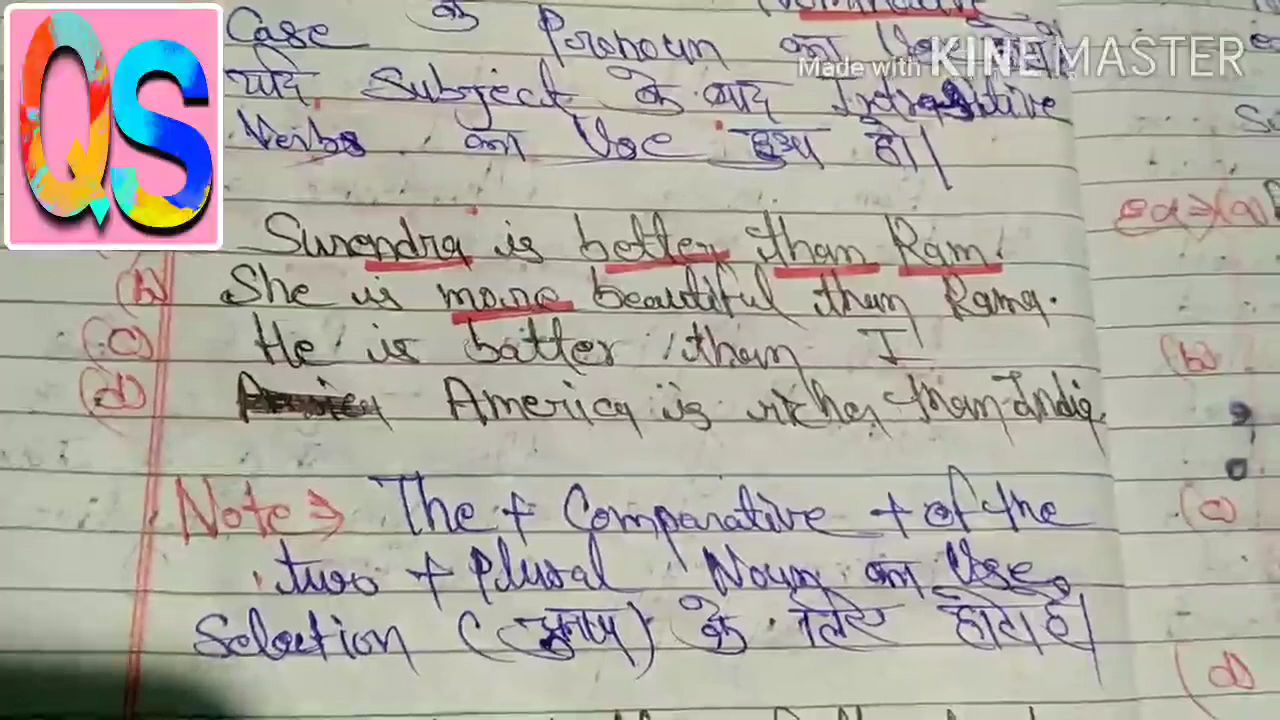 QS
Made with KINEMASTER
Case के Pronoun का Use
यदि Subject के बाद Intransitive
Verbs का Use हुआ हो।
Surendra is better than Ram.
(b) She is more beautiful than Rama.
(c) He is batter than I
(d) America is richer than India.
Note ⇒ The + Comparative + of the
two + Plural Noun का Use
Selection (चुनाव) के लिए होता है।
(a)
(b)
(c)
(d)